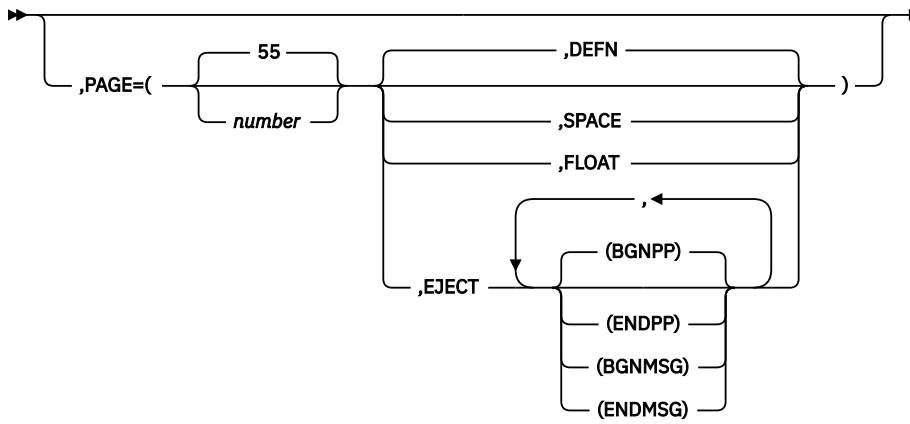 55
,DEFN
,PAGE=(
)
number
,SPACE
,FLOAT
,
(BGNPP)
,EJECT
(ENDPP)
(BGNMSG)
(ENDMSG)